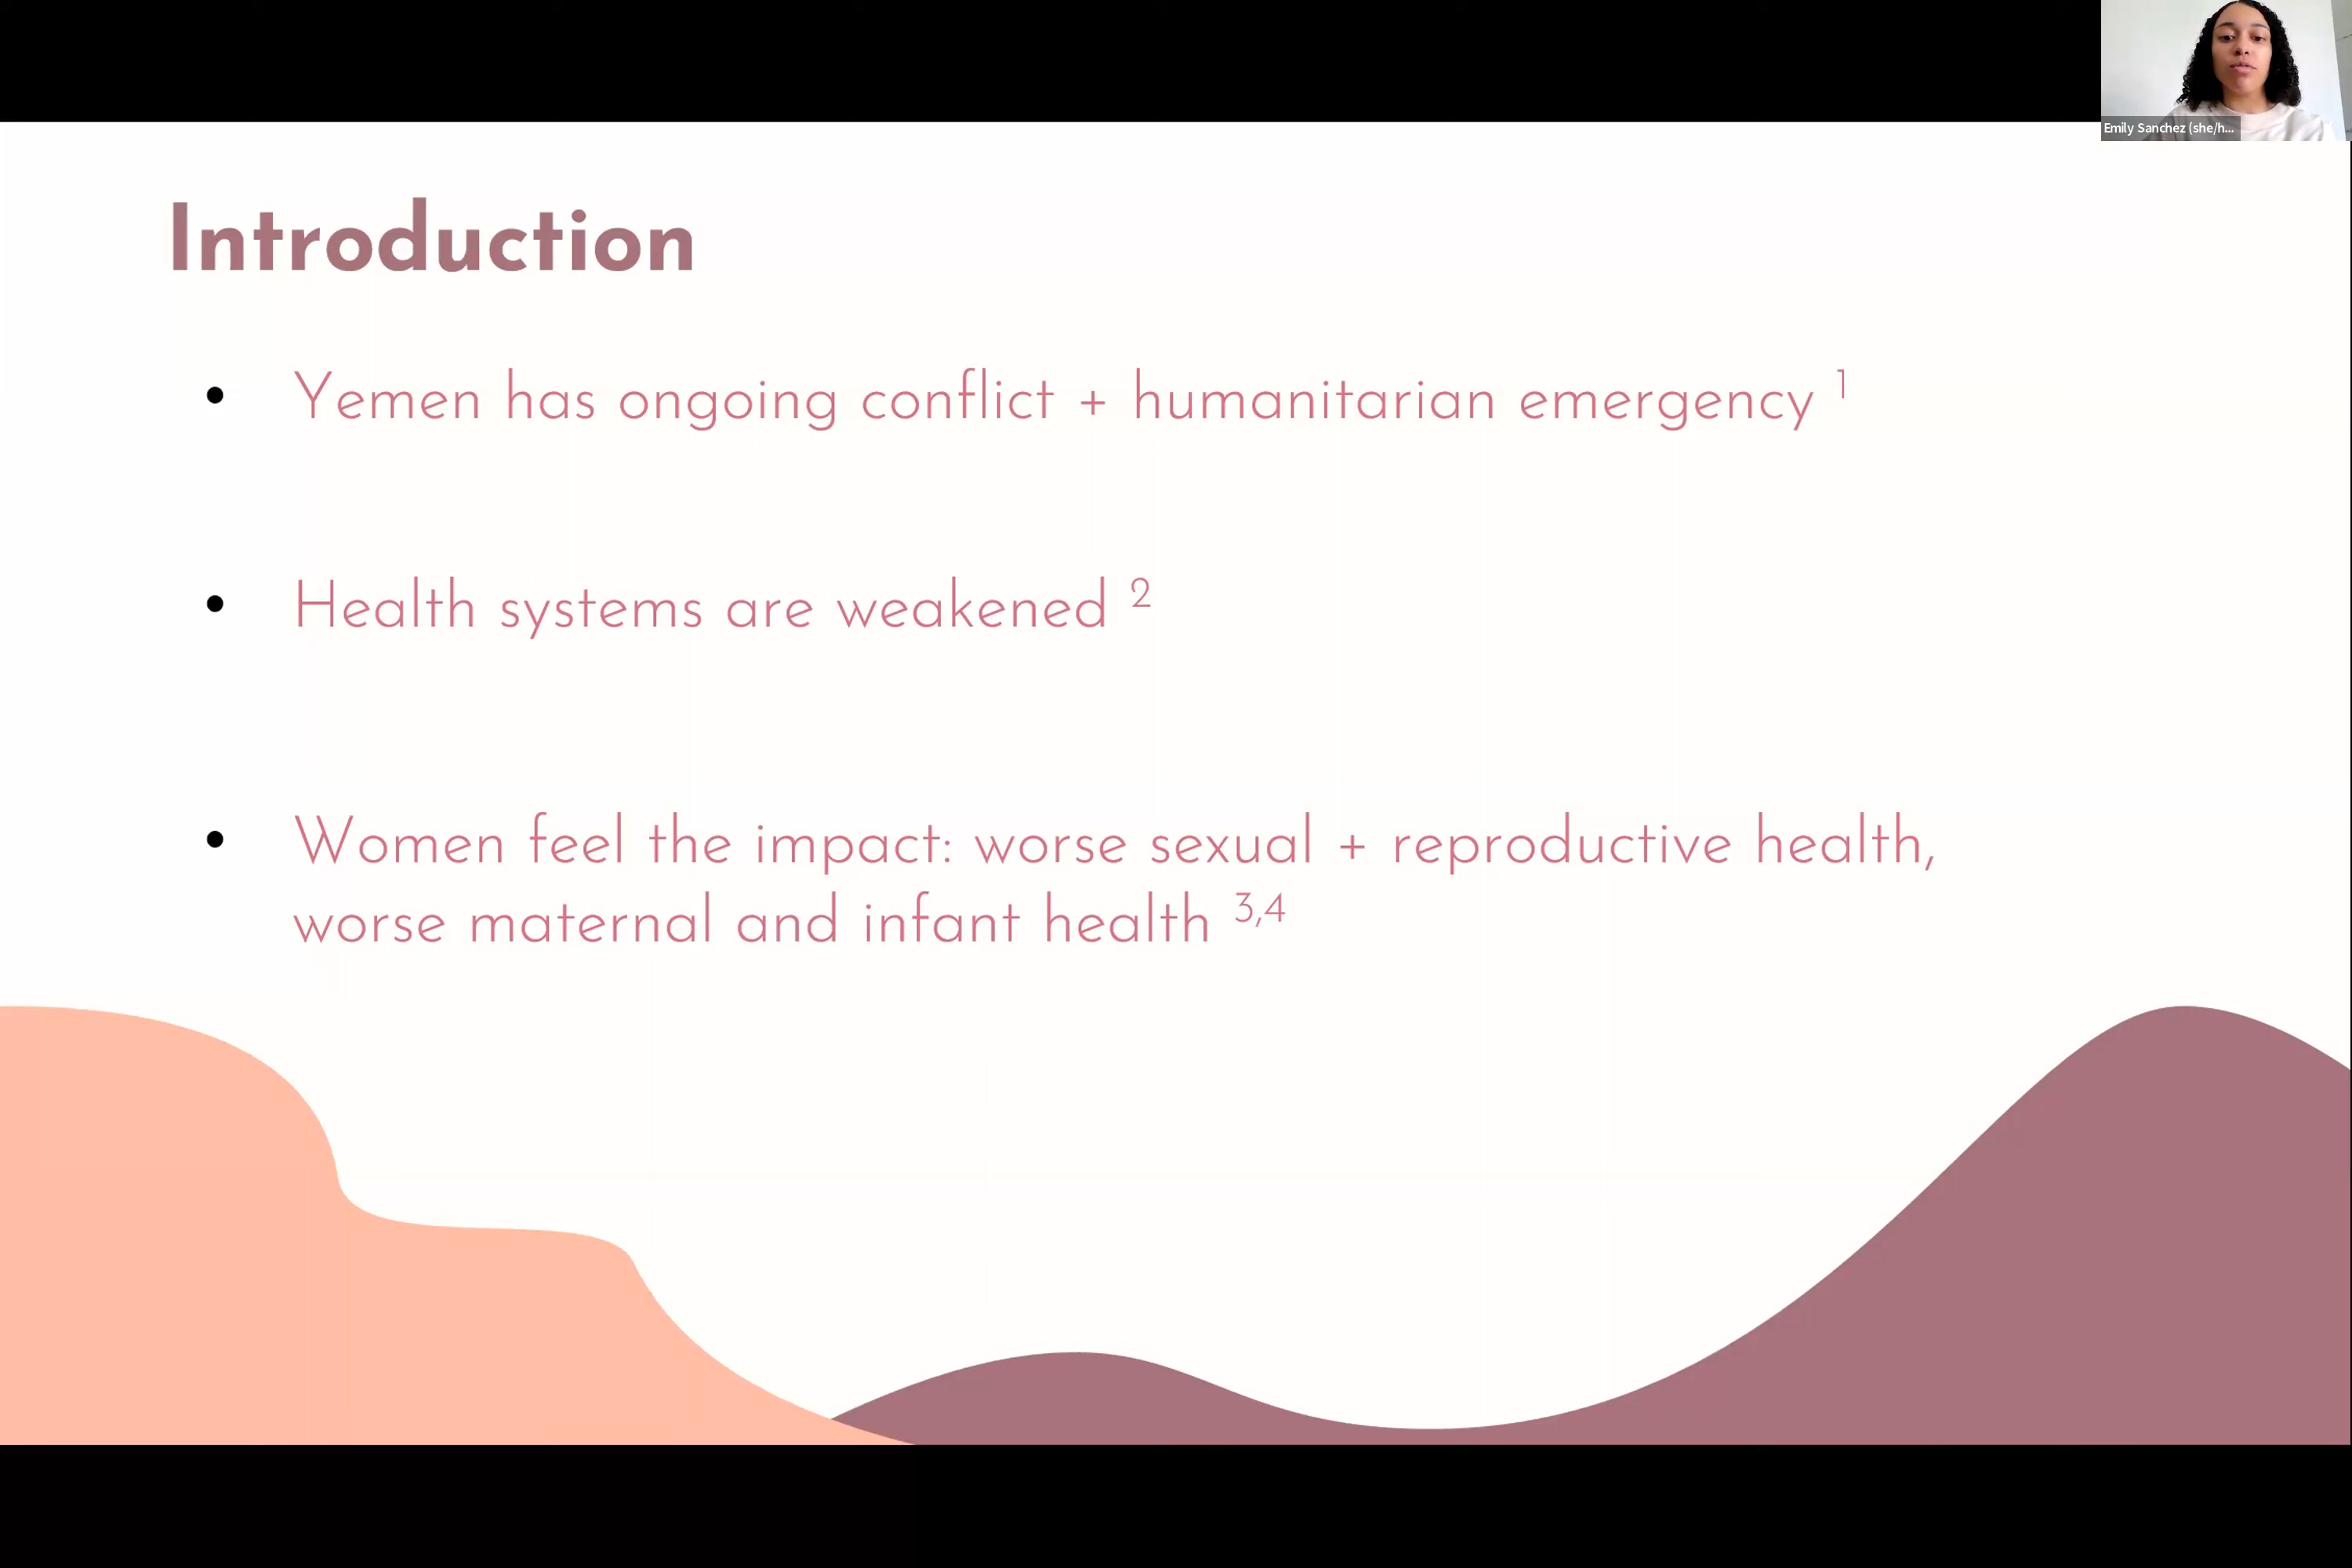 Emily Sanchez (she/h...
Introduction
• Yemen has ongoing conflict + humanitarian emergency 1
• Health systems are weakened 2
• Women feel the impact: worse sexual + reproductive health,
worse maternal and infant health 3,4